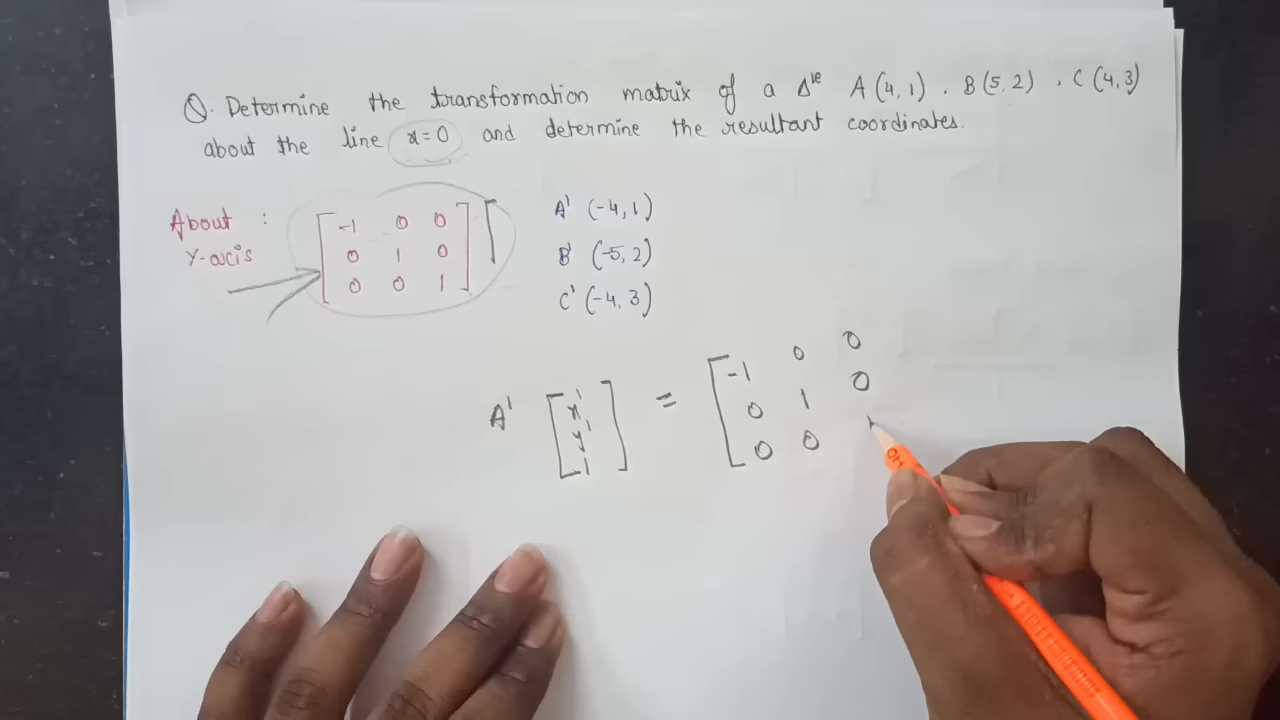 Q. Determine the transformation matrix of a Δle A (4,1) . B (5,2) . C (4,3)
about the line x=0 and determine the resultant coordinates.
About :
Y-axis
-1 0 0
0 1 0
0 0 1
A' (-4,1)
B' (-5,2)
C' (-4,3)
A' [x' y' 1] = [-1 0 0
0 1 0
0 0